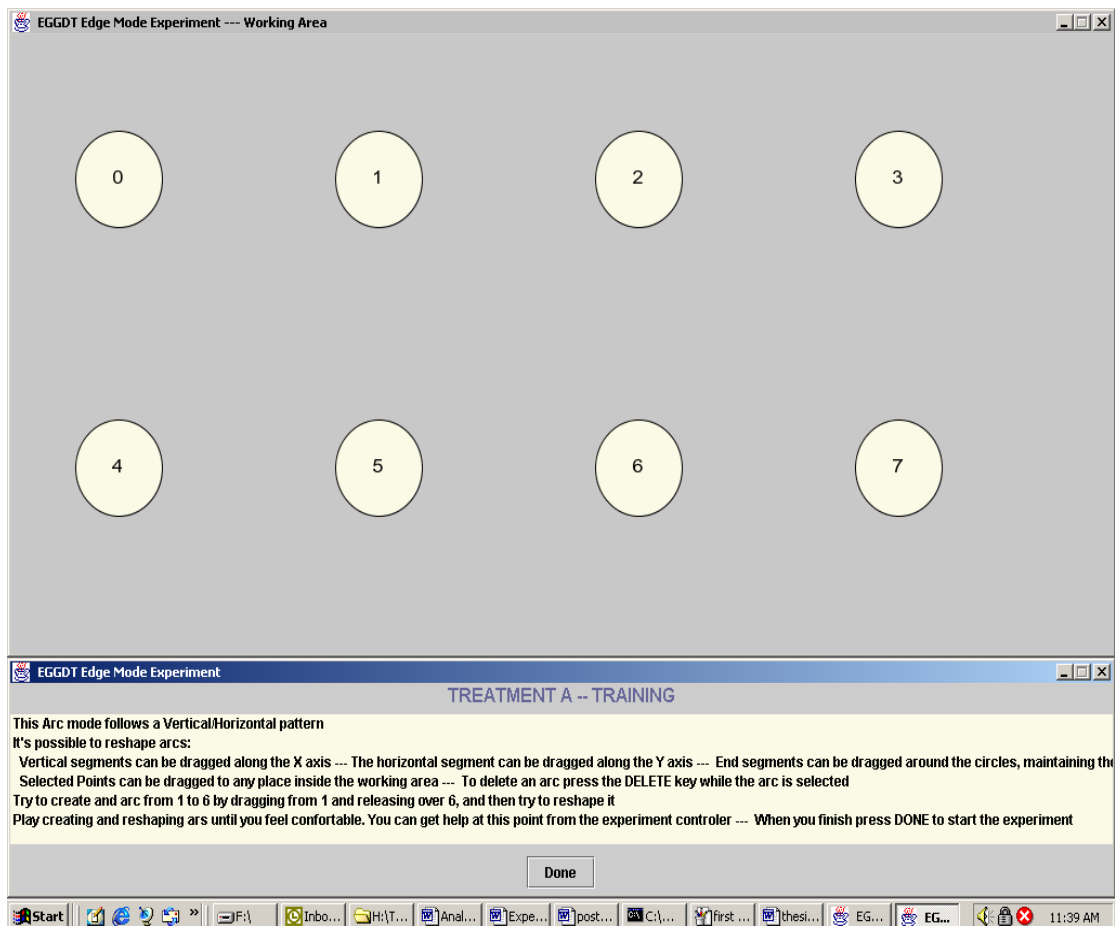 EGGDT Edge Mode Experiment --- Working Area
0 1 2 3
4 5 6 7
EGGDT Edge Mode Experiment
TREATMENT A -- TRAINING
This Arc mode follows a Vertical/Horizontal pattern
It's possible to reshape arcs:
Vertical segments can be dragged along the X axis --- The horizontal segment can be dragged along the Y axis --- End segments can be dragged around the circles, maintaining the
Selected Points can be dragged to any place inside the working area --- To delete an arc press the DELETE key while the arc is selected
Try to create and arc from 1 to 6 by dragging from 1 and releasing over 6, and then try to reshape it
Play creating and reshaping ars until you feel confortable. You can get help at this point from the experiment controler --- When you finish press DONE to start the experiment
Done
Start » F:\ Inbo... H:\T... Anal... Expe... post... C:\... first ... thesi... EG... EG... 11:39 AM